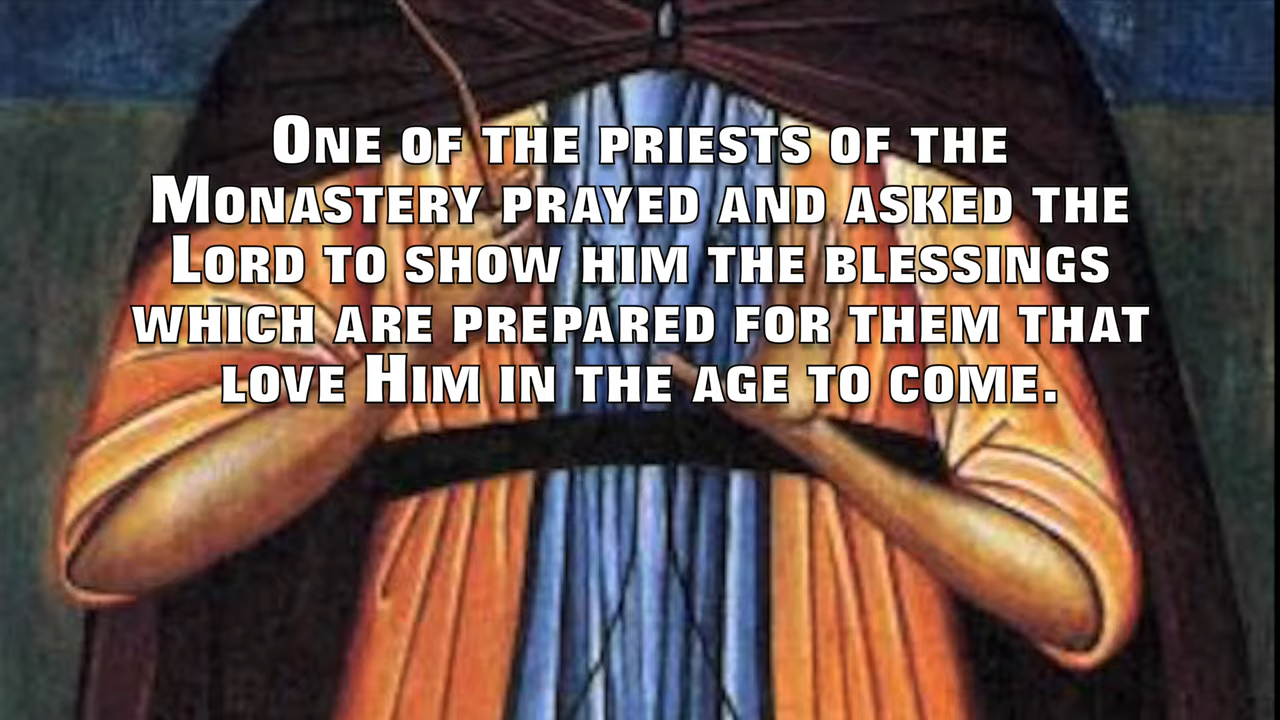 One of the priests of the
Monastery prayed and asked the
Lord to show him the blessings
which are prepared for them that
love Him in the age to come.